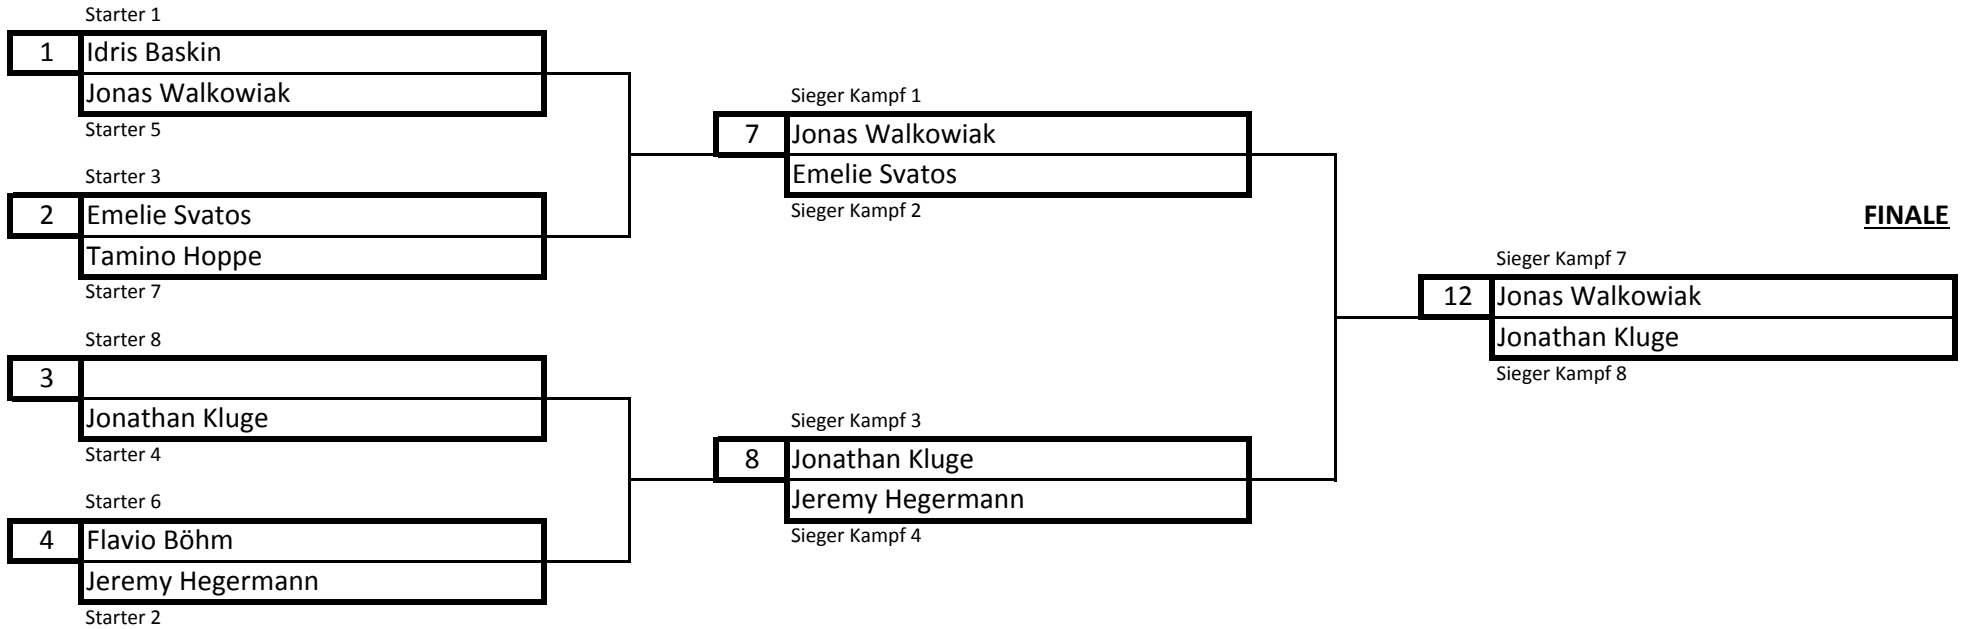 Starter 1
1 Idris Baskin
Jonas Walkowiak
Starter 5
Starter 3
2 Emelie Svatos
Tamino Hoppe
Starter 7
Starter 8
3
Jonathan Kluge
Starter 4
Starter 6
4 Flavio Böhm
Jeremy Hegermann
Starter 2
Sieger Kampf 1
7 Jonas Walkowiak
Emelie Svatos
Sieger Kampf 2
Sieger Kampf 3
8 Jonathan Kluge
Jeremy Hegermann
Sieger Kampf 4
FINALE
Sieger Kampf 7
12 Jonas Walkowiak
Jonathan Kluge
Sieger Kampf 8